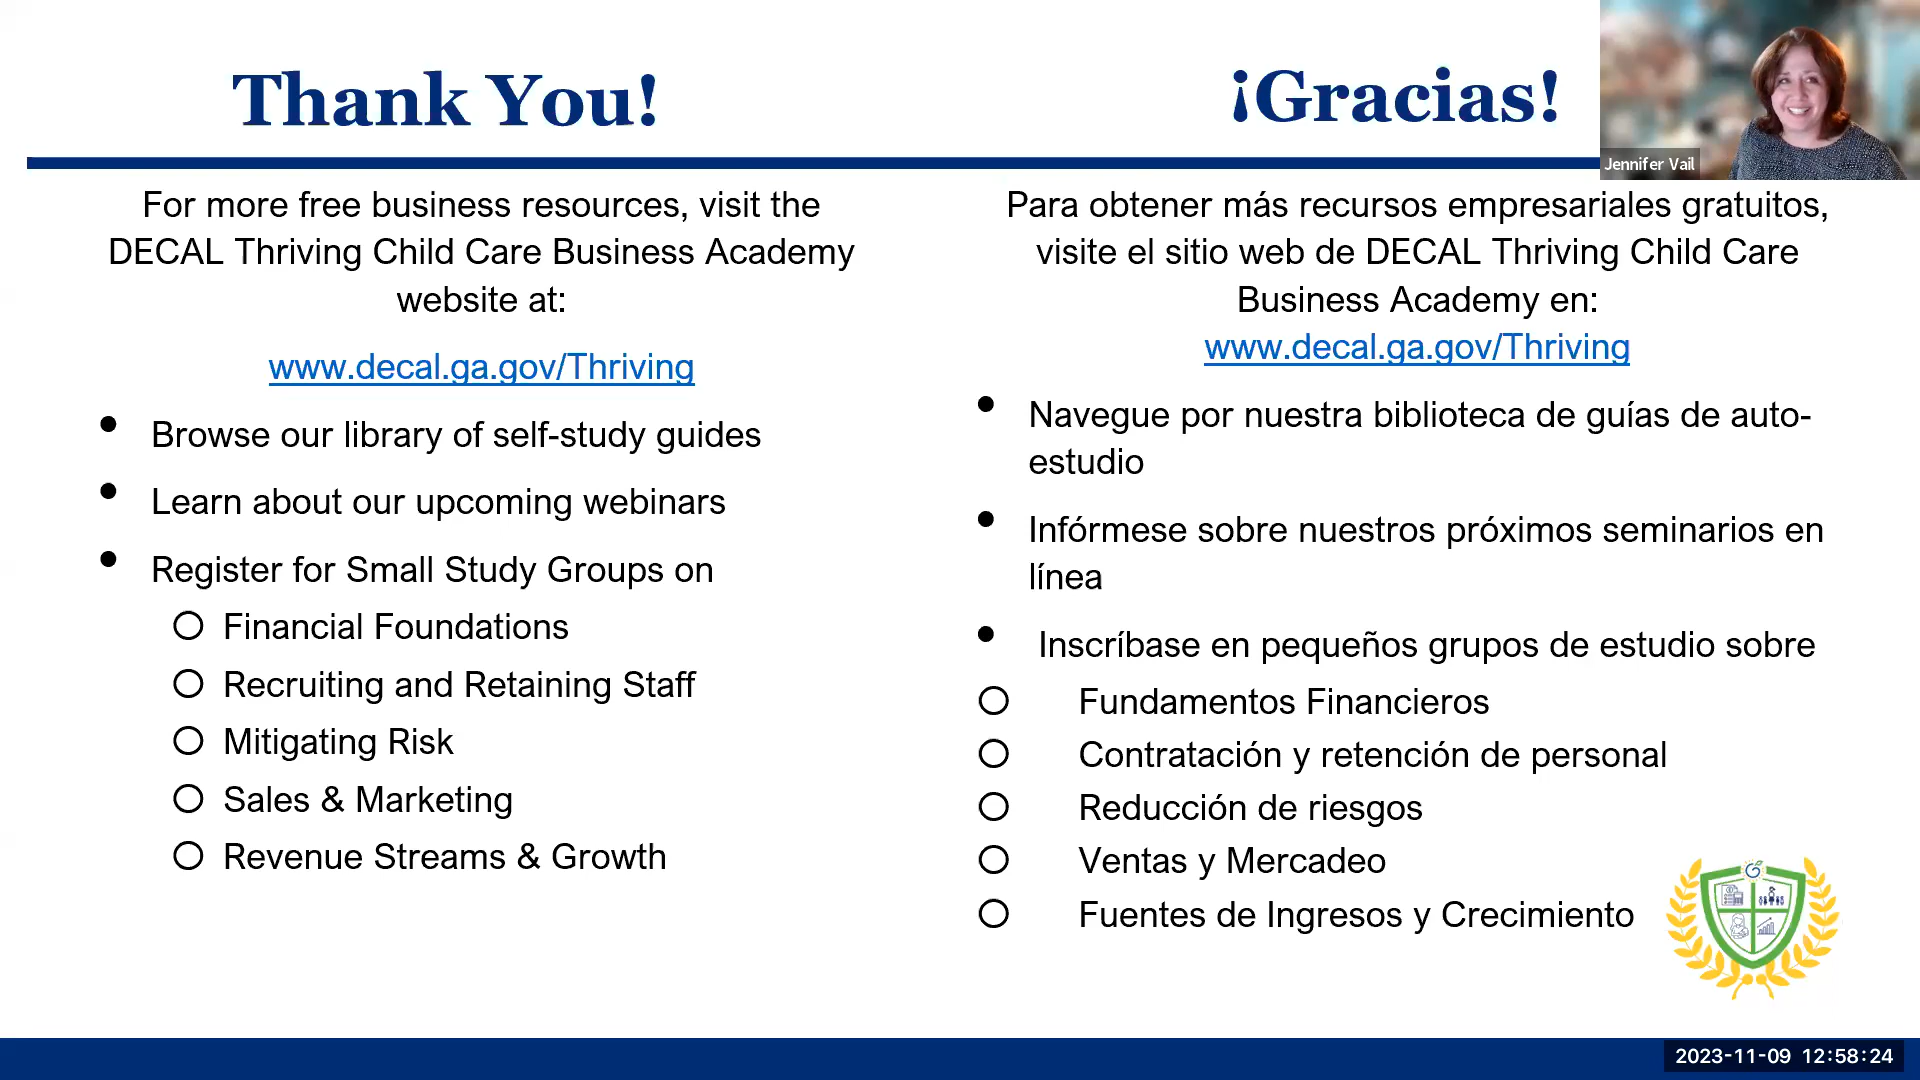 Thank You!
For more free business resources, visit the
DECAL Thriving Child Care Business Academy
website at:
www.decal.ga.gov/Thriving
• Browse our library of self-study guides
• Learn about our upcoming webinars
• Register for Small Study Groups on
○ Financial Foundations
○ Recruiting and Retaining Staff
○ Mitigating Risk
○ Sales & Marketing
○ Revenue Streams & Growth
¡Gracias!
Para obtener más recursos empresariales gratuitos,
visite el sitio web de DECAL Thriving Child Care
Business Academy en:
www.decal.ga.gov/Thriving
• Navegue por nuestra biblioteca de guías de auto-
estudio
• Infórmese sobre nuestros próximos seminarios en
línea
• Inscríbase en pequeños grupos de estudio sobre
○ Fundamentos Financieros
○ Contratación y retención de personal
○ Reducción de riesgos
○ Ventas y Mercadeo
○ Fuentes de Ingresos y Crecimiento
Jennifer Vail
2023-11-09 12:58:24